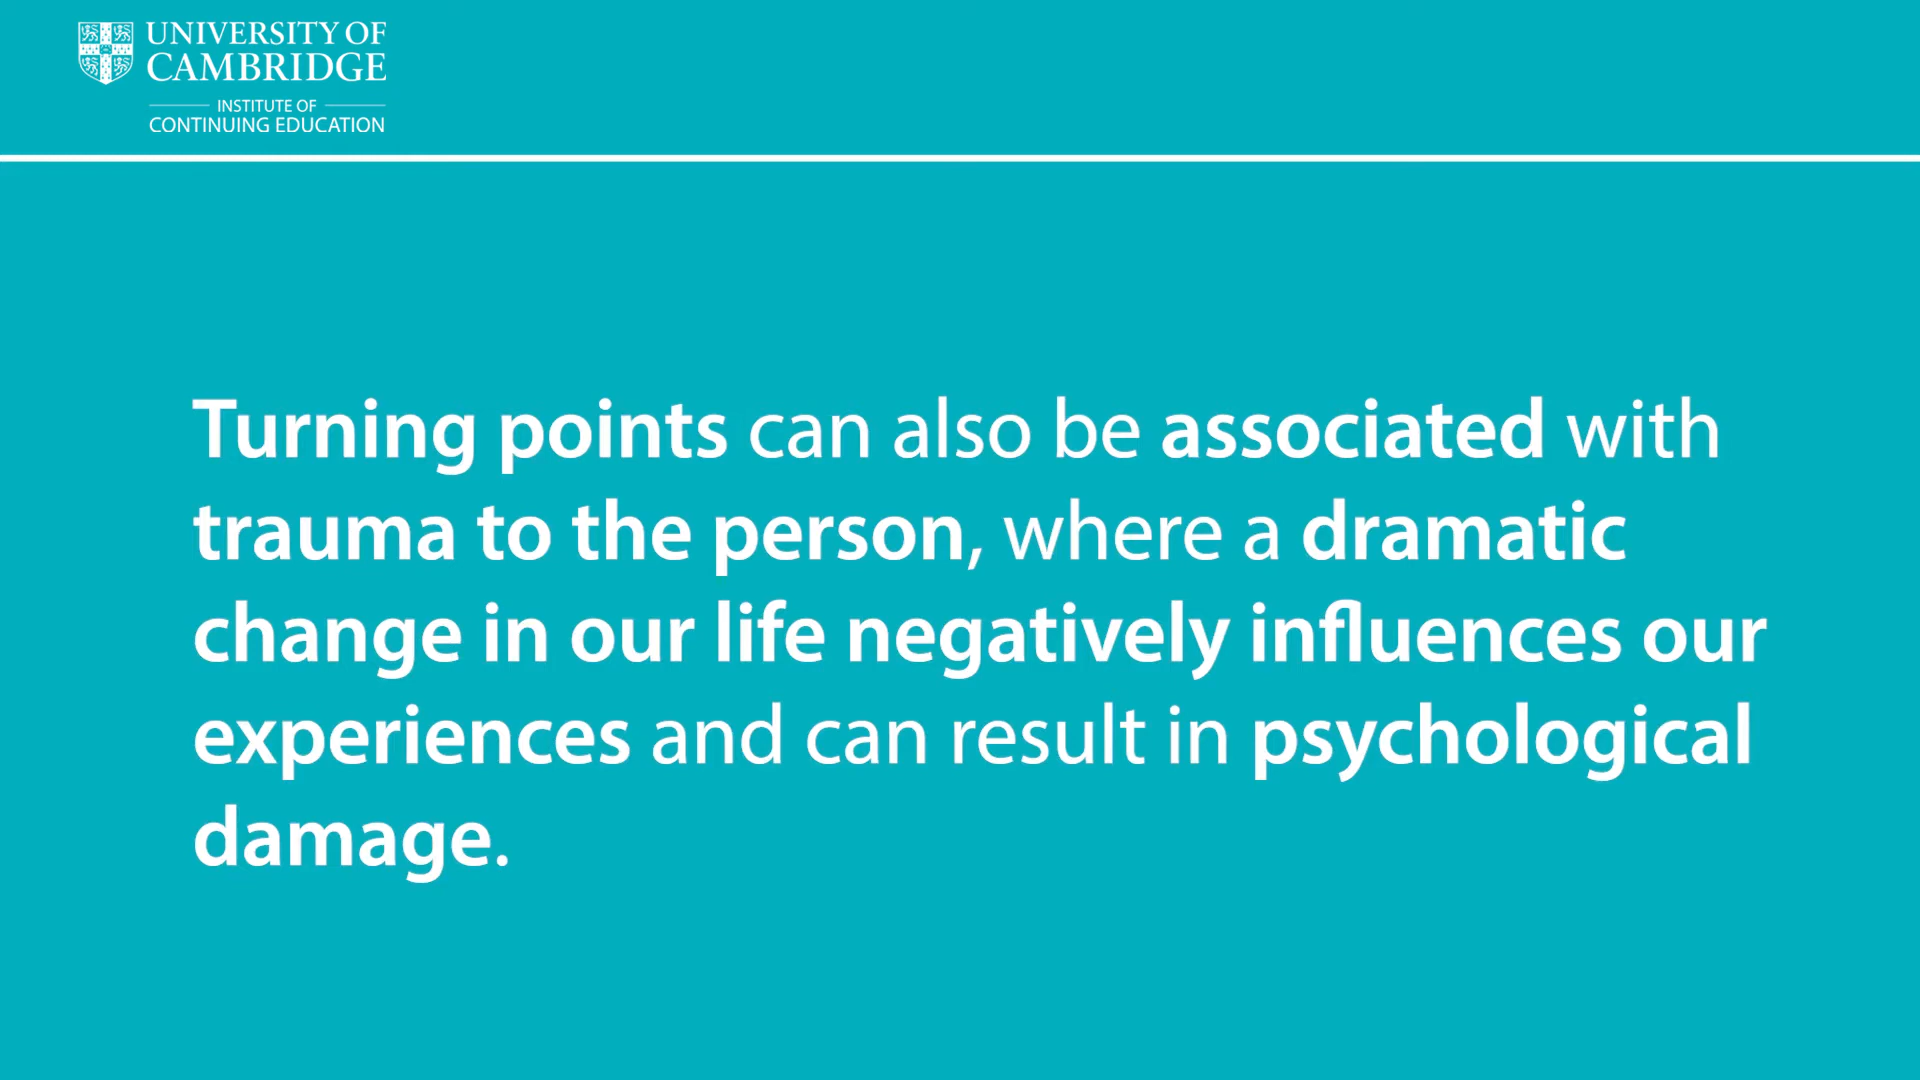 UNIVERSITY OF
CAMBRIDGE
INSTITUTE OF
CONTINUING EDUCATION
Turning points can also be associated with
trauma to the person, where a dramatic
change in our life negatively influences our
experiences and can result in psychological
damage.